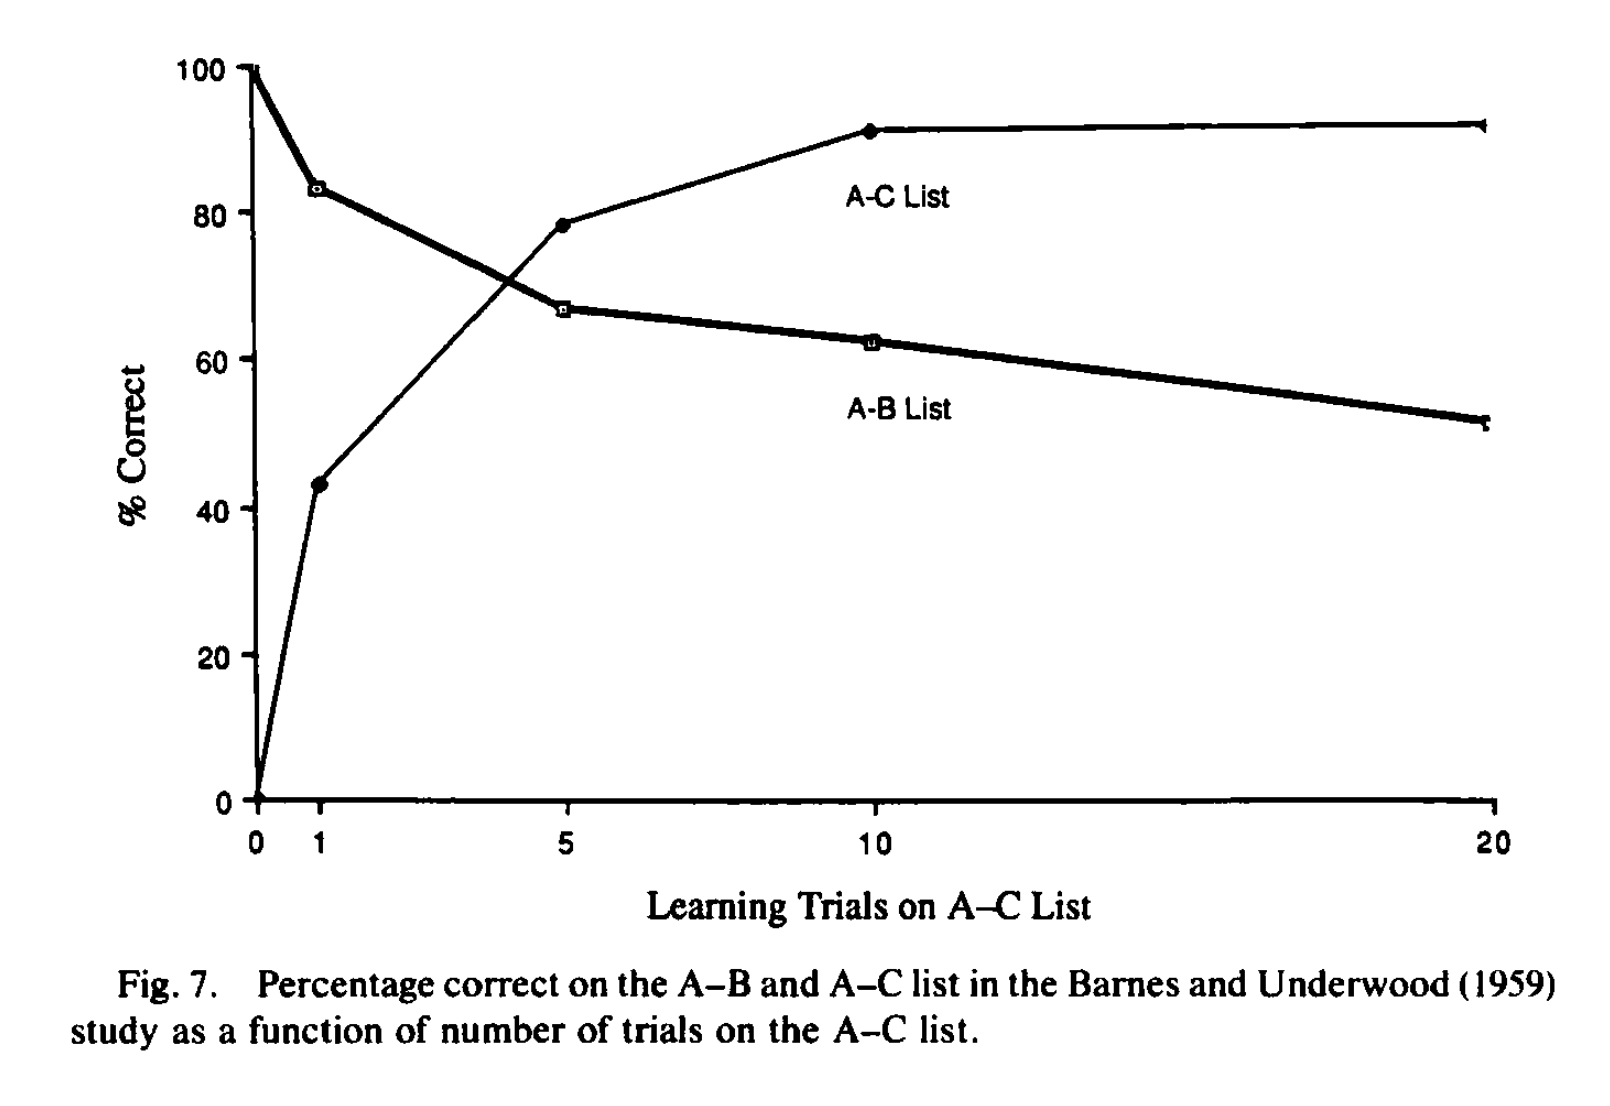 100
80
60
40
20
0
% Correct
A-C List
A-B List
0 1 5 10 20
Learning Trials on A–C List
Fig. 7. Percentage correct on the A–B and A–C list in the Barnes and Underwood (1959)
study as a function of number of trials on the A–C list.